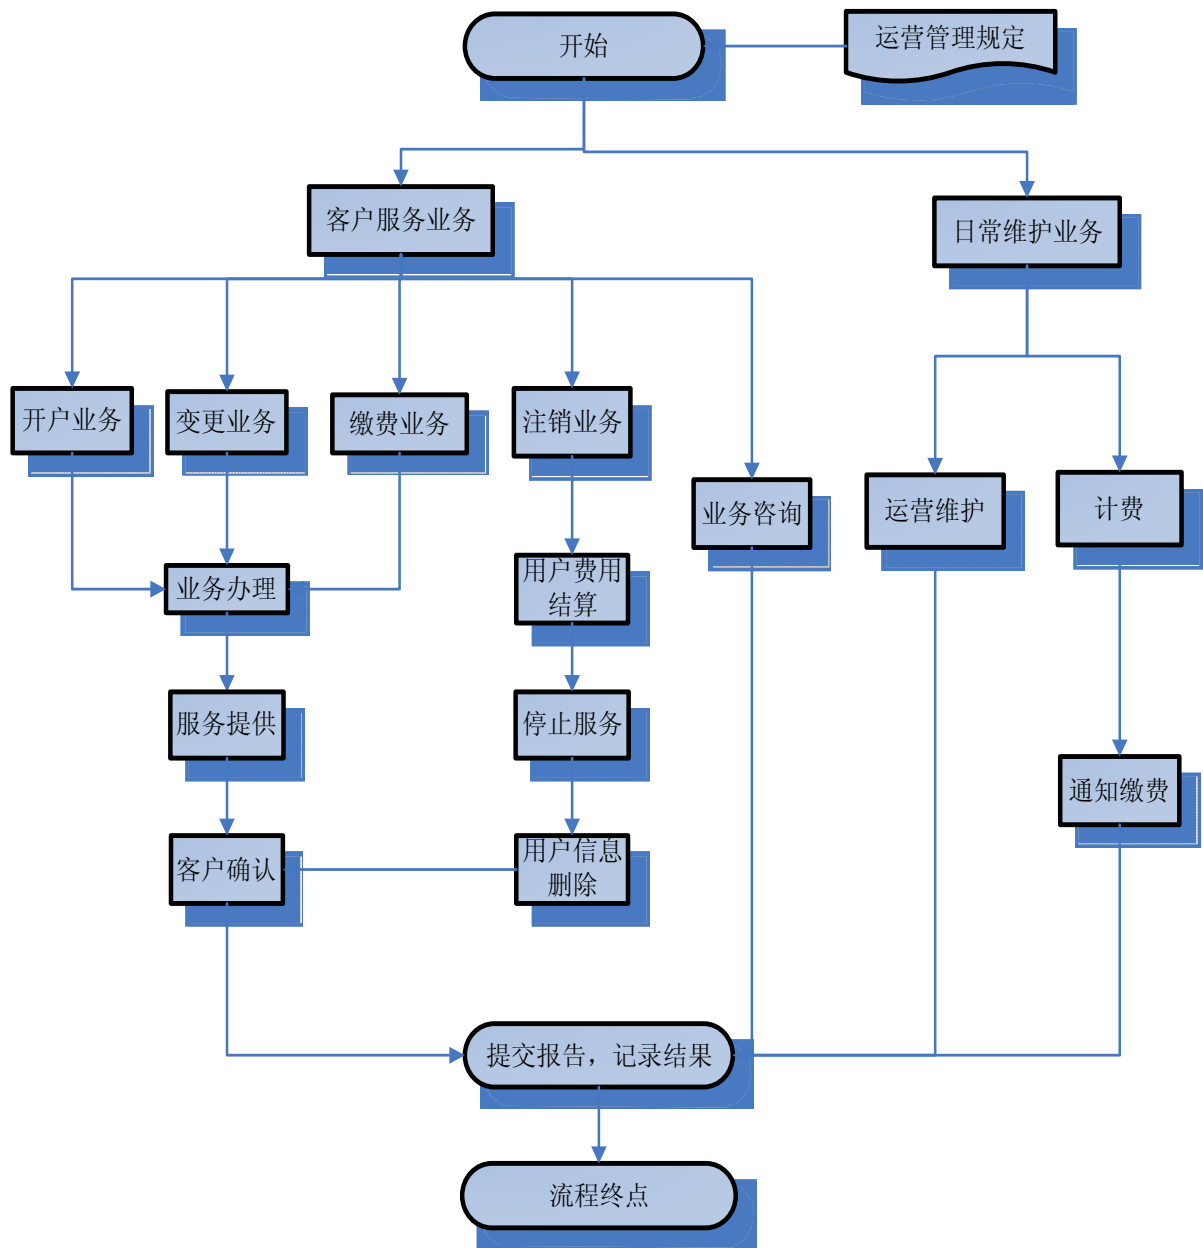 开始
运营管理规定
客户服务业务
日常维护业务
开户业务
变更业务
缴费业务
注销业务
业务咨询
运营维护
计费
业务办理
用户费用
结算
服务提供
停止服务
通知缴费
客户确认
用户信息
删除
提交报告，记录结果
流程终点